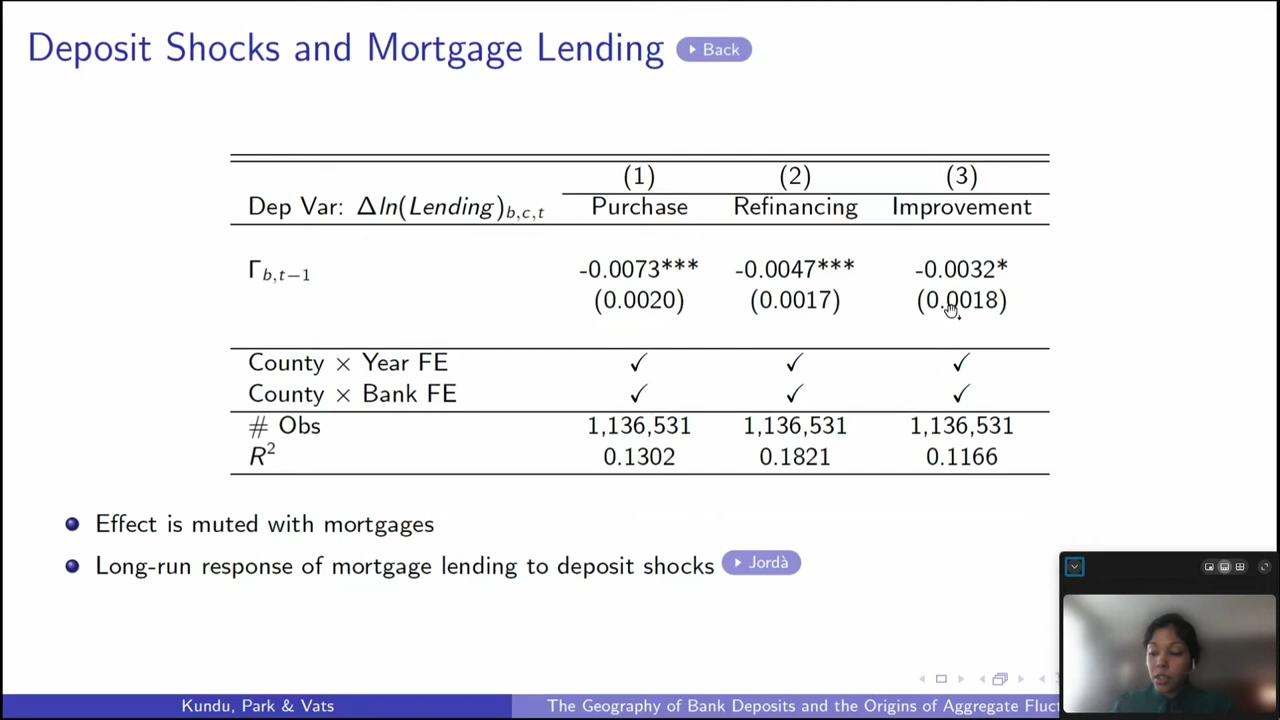 Deposit Shocks and Mortgage Lending Back
(1) (2) (3)
Dep Var: Δln(Lending)b,c,t Purchase Refinancing Improvement
Γb,t−1 -0.0073*** -0.0047*** -0.0032*
(0.0020) (0.0017) (0.0018)
County × Year FE ✓ ✓ ✓
County × Bank FE ✓ ✓ ✓
# Obs 1,136,531 1,136,531 1,136,531
R² 0.1302 0.1821 0.1166
Effect is muted with mortgages
Long-run response of mortgage lending to deposit shocks Jordà
Kundu, Park & Vats The Geography of Bank Deposits and the Origins of Aggregate Fluct